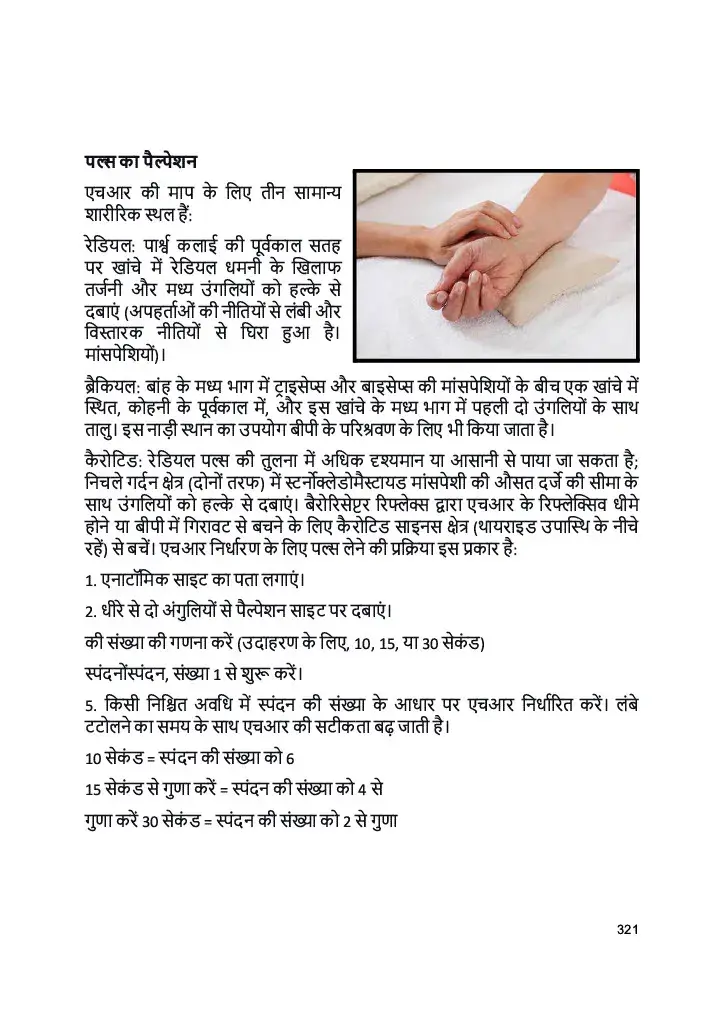 पल्स का पैल्पेशन
एचआर की माप के लिए तीन सामान्य
शारीरिक स्थल हैं:
रेडियल: पार्श्व कलाई की पूर्वकाल सतह
पर खांचे में रेडियल धमनी के खिलाफ
तर्जनी और मध्य उंगलियों को हल्के से
दबाएं (अपहर्ताओं की नीतियों से लंबी और
विस्तारक नीतियों से घिरा हुआ है।
मांसपेशियों)।
ब्रैकियल: बांह के मध्य भाग में ट्राइसेप्स और बाइसेप्स की मांसपेशियों के बीच एक खांचे में
स्थित, कोहनी के पूर्वकाल में, और इस खांचे के मध्य भाग में पहली दो उंगलियों के साथ
तालु। इस नाड़ी स्थान का उपयोग बीपी के परिश्रवण के लिए भी किया जाता है।
कैरोटिड: रेडियल पल्स की तुलना में अधिक दृश्यमान या आसानी से पाया जा सकता है;
निचले गर्दन क्षेत्र (दोनों तरफ) में स्टर्नोक्लेडोमैस्टायड मांसपेशी की औसत दर्जे की सीमा के
साथ उंगलियों को हल्के से दबाएं। बैरोरिसेप्टर रिफ्लेक्स द्वारा एचआर के रिफ्लेक्सिव धीमे
होने या बीपी में गिरावट से बचने के लिए कैरोटिड साइनस क्षेत्र (थायराइड उपास्थि के नीचे
रहें) से बचें। एचआर निर्धारण के लिए पल्स लेने की प्रक्रिया इस प्रकार है:
1. एनाटॉमिक साइट का पता लगाएं।
2. धीरे से दो अंगुलियों से पैल्पेशन साइट पर दबाएं।
की संख्या की गणना करें (उदाहरण के लिए, 10, 15, या 30 सेकंड)
स्पंदनोंस्पंदन, संख्या 1 से शुरू करें।
5. किसी निश्चित अवधि में स्पंदन की संख्या के आधार पर एचआर निर्धारित करें। लंबे
टटोलने का समय के साथ एचआर की सटीकता बढ़ जाती है।
10 सेकंड = स्पंदन की संख्या को 6
15 सेकंड से गुणा करें = स्पंदन की संख्या को 4 से
गुणा करें 30 सेकंड = स्पंदन की संख्या को 2 से गुणा
321